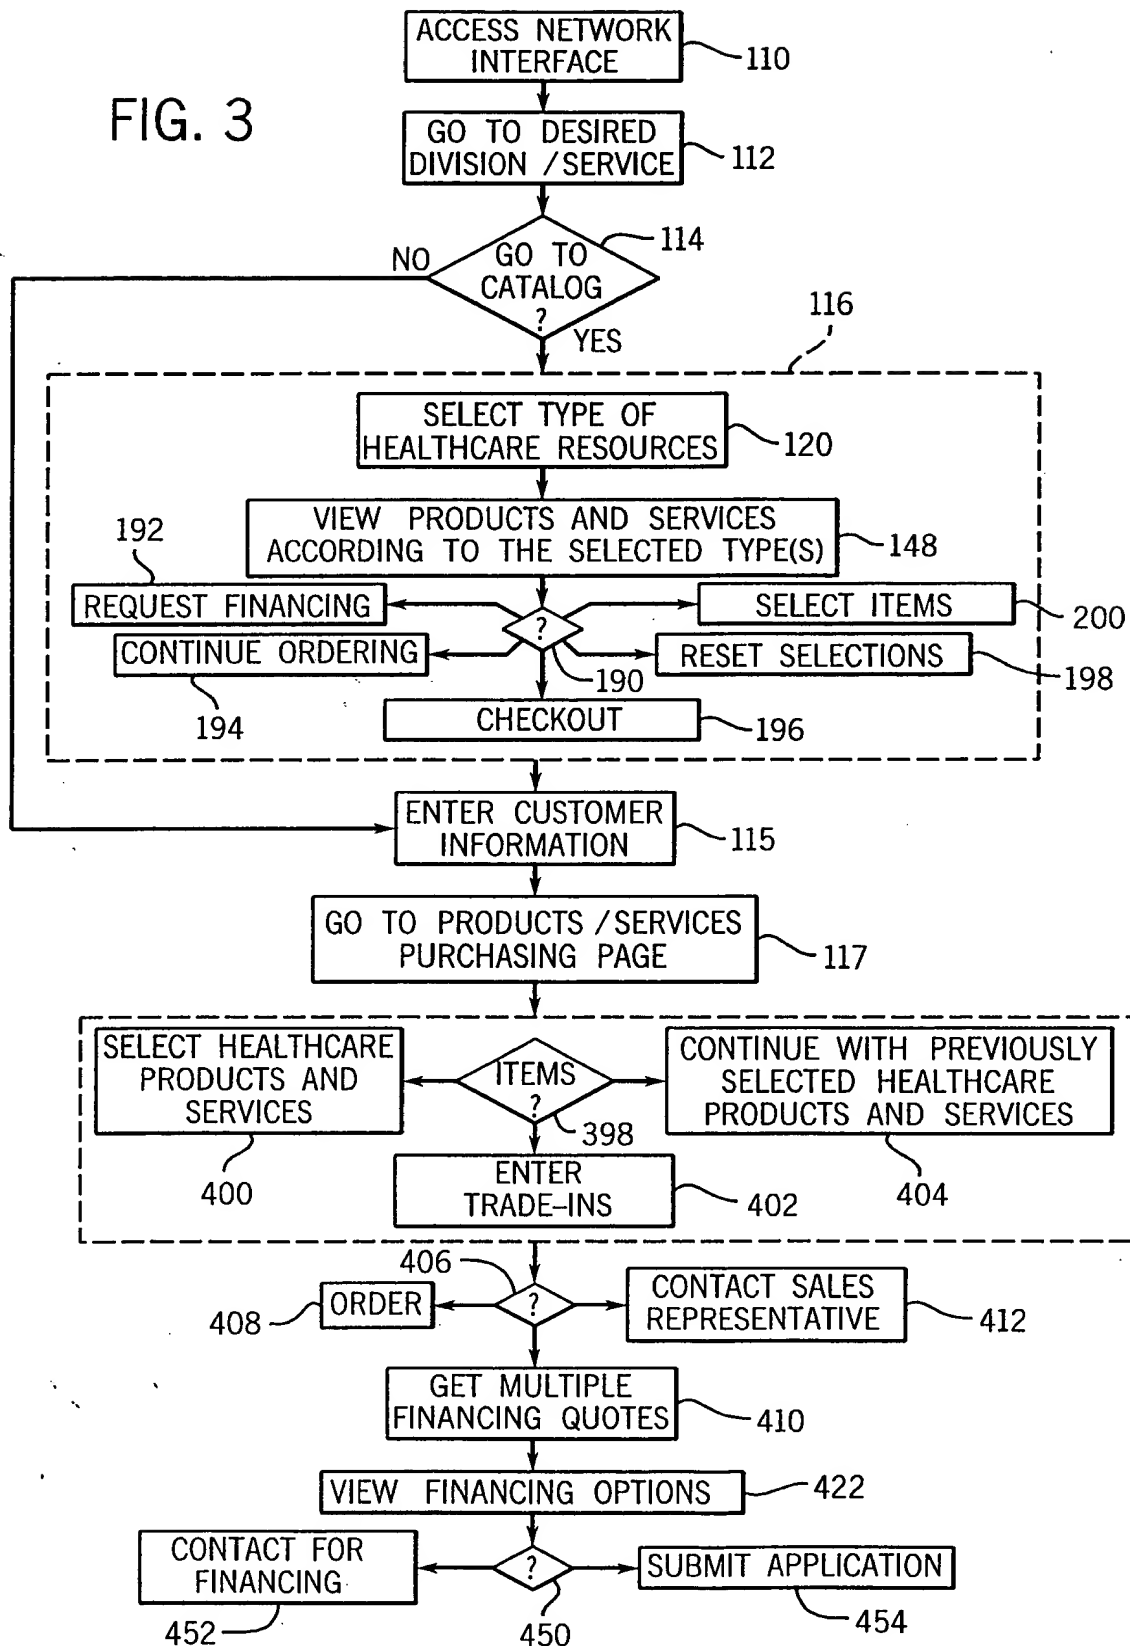 ACCESS NETWORK
INTERFACE
110
FIG. 3
GO TO DESIRED
DIVISION / SERVICE
112
114
NO
GO TO
CATALOG
?
YES
116
SELECT TYPE OF
HEALTHCARE RESOURCES
120
VIEW PRODUCTS AND SERVICES
ACCORDING TO THE SELECTED TYPE(S)
148
192
REQUEST FINANCING
?
SELECT ITEMS
200
CONTINUE ORDERING
RESET SELECTIONS
190
198
194
CHECKOUT
196
ENTER CUSTOMER
INFORMATION
115
GO TO PRODUCTS / SERVICES
PURCHASING PAGE
117
SELECT HEALTHCARE
PRODUCTS AND
SERVICES
ITEMS
?
CONTINUE WITH PREVIOUSLY
SELECTED HEALTHCARE
PRODUCTS AND SERVICES
398
400
ENTER
TRADE-INS
402
404
406
ORDER
408
?
CONTACT SALES
REPRESENTATIVE
412
GET MULTIPLE
FINANCING QUOTES
410
VIEW FINANCING OPTIONS
422
CONTACT FOR
FINANCING
?
SUBMIT APPLICATION
452
450
454